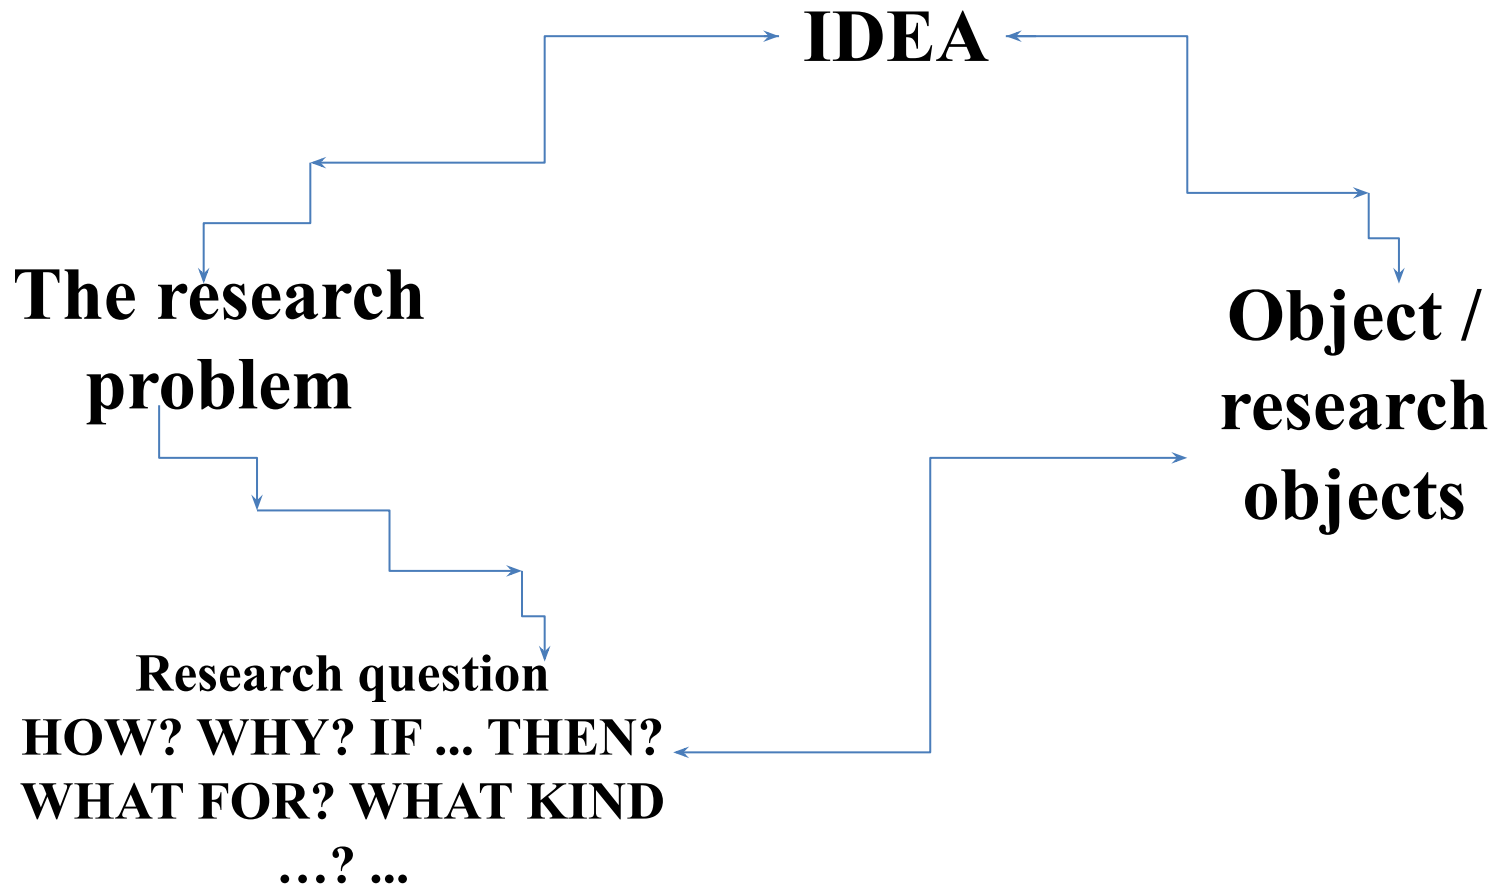 IDEA
The research
problem
Object /
research
objects
Research question
HOW? WHY? IF ... THEN?
WHAT FOR? WHAT KIND
…? ...